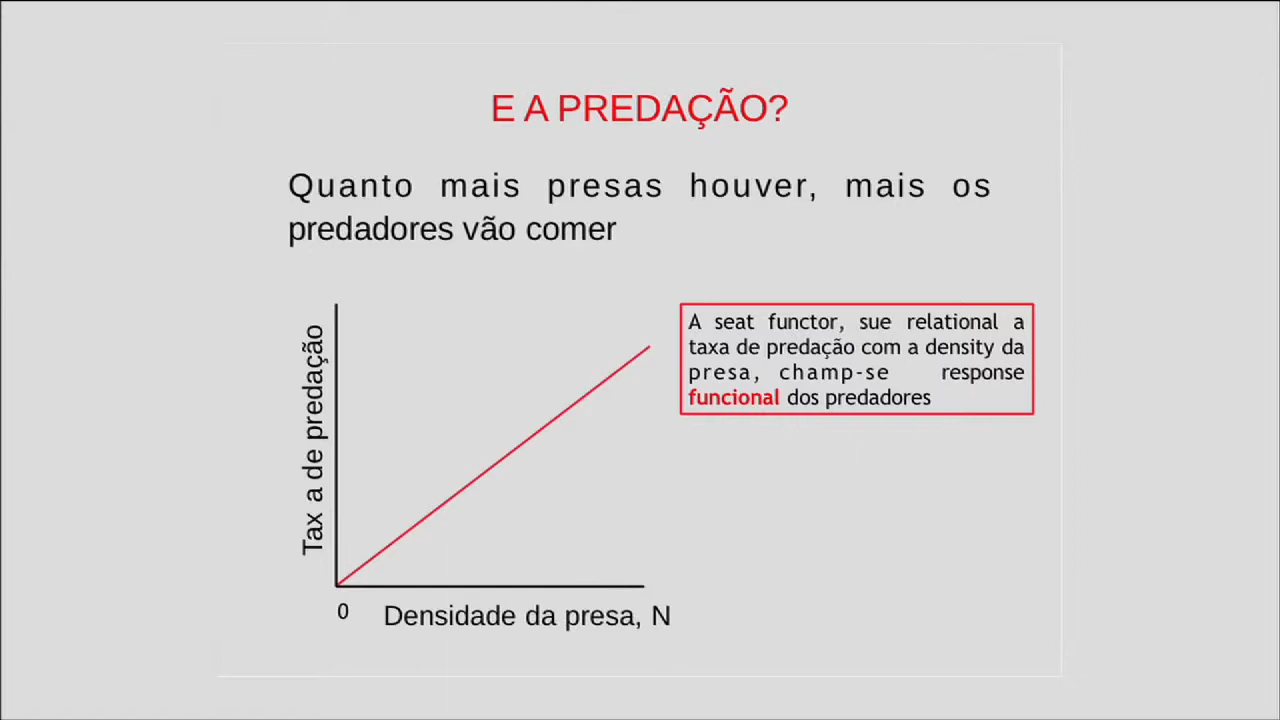 E A PREDAÇÃO?
Quanto mais presas houver, mais os
predadores vão comer
Tax a de predação
A seat functor, sue relational a
taxa de predação com a density da
presa, champ-se response
funcional dos predadores
0
Densidade da presa, N